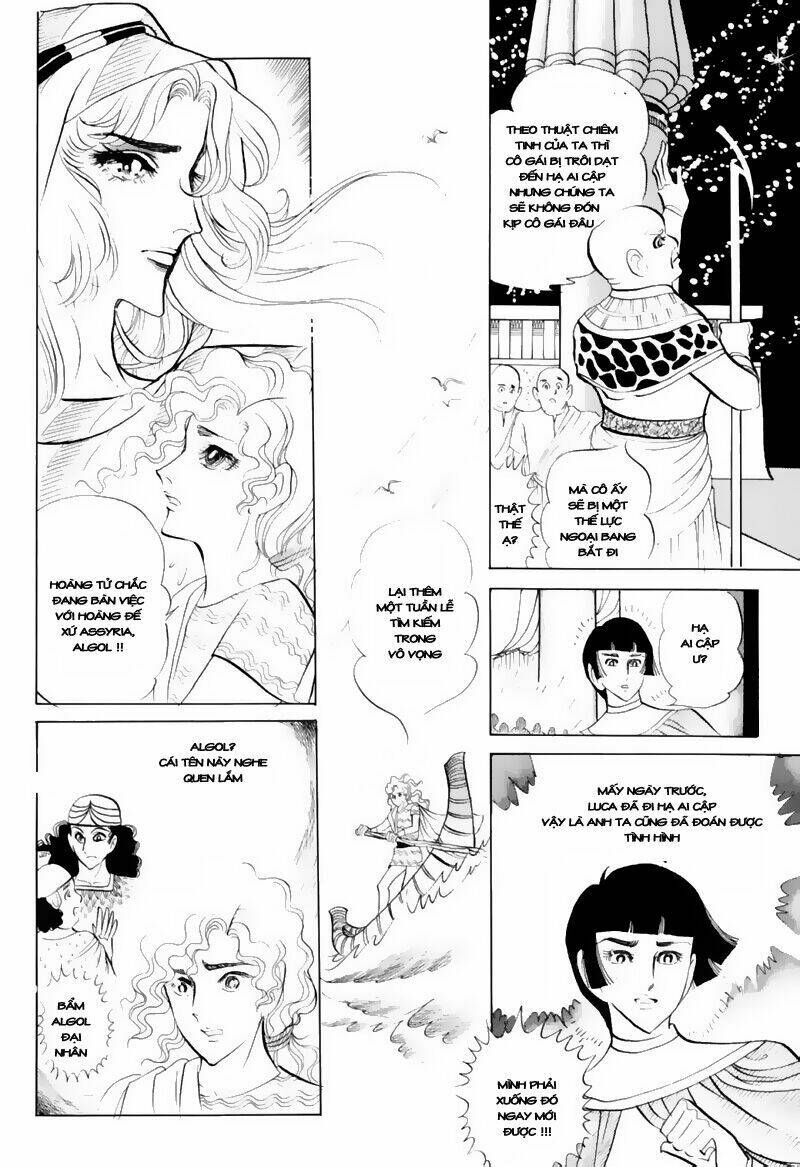 THEO THUẬT CHIÊM
TINH CỦA TA THÌ
CÔ GÁI BỊ TRÔI DẠT
ĐẾN HẠ AI CẬP
NHƯNG CHÚNG TA
SẼ KHÔNG ĐÓN
KỊP CÔ GÁI ĐÂU
MÀ CÔ ẤY
SẼ BỊ MỘT
THẾ LỰC
NGOẠI BANG
BẮT ĐI
THẬT
THẾ
Ạ?
HẠ
AI CẬP
Ư?
MẤY NGÀY TRƯỚC,
LUCA ĐÃ ĐI HẠ AI CẬP
VẬY LÀ ANH TA CŨNG ĐÃ ĐOÁN ĐƯỢC
TÌNH HÌNH
MÌNH PHẢI
XUỐNG ĐÓ
NGAY MỚI
ĐƯỢC !!!
LẠI THÊM
MỘT TUẦN LỄ
TÌM KIẾM
TRONG
VÔ VỌNG
HOÀNG TỬ CHẮC
ĐANG BÀN VIỆC
VỚI HOÀNG ĐẾ
XỨ ASSYRIA,
ALGOL !!
ALGOL?
CÁI TÊN NÀY NGHE
QUEN LẮM
BẨM
ALGOL
ĐẠI
NHÂN